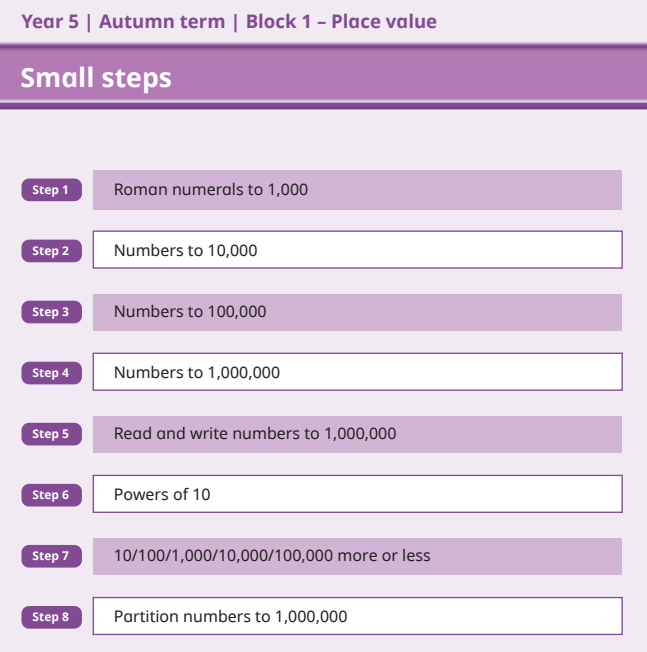 Year 5 | Autumn term | Block 1 – Place value
Small steps
Step 1 Roman numerals to 1,000
Step 2 Numbers to 10,000
Step 3 Numbers to 100,000
Step 4 Numbers to 1,000,000
Step 5 Read and write numbers to 1,000,000
Step 6 Powers of 10
Step 7 10/100/1,000/10,000/100,000 more or less
Step 8 Partition numbers to 1,000,000